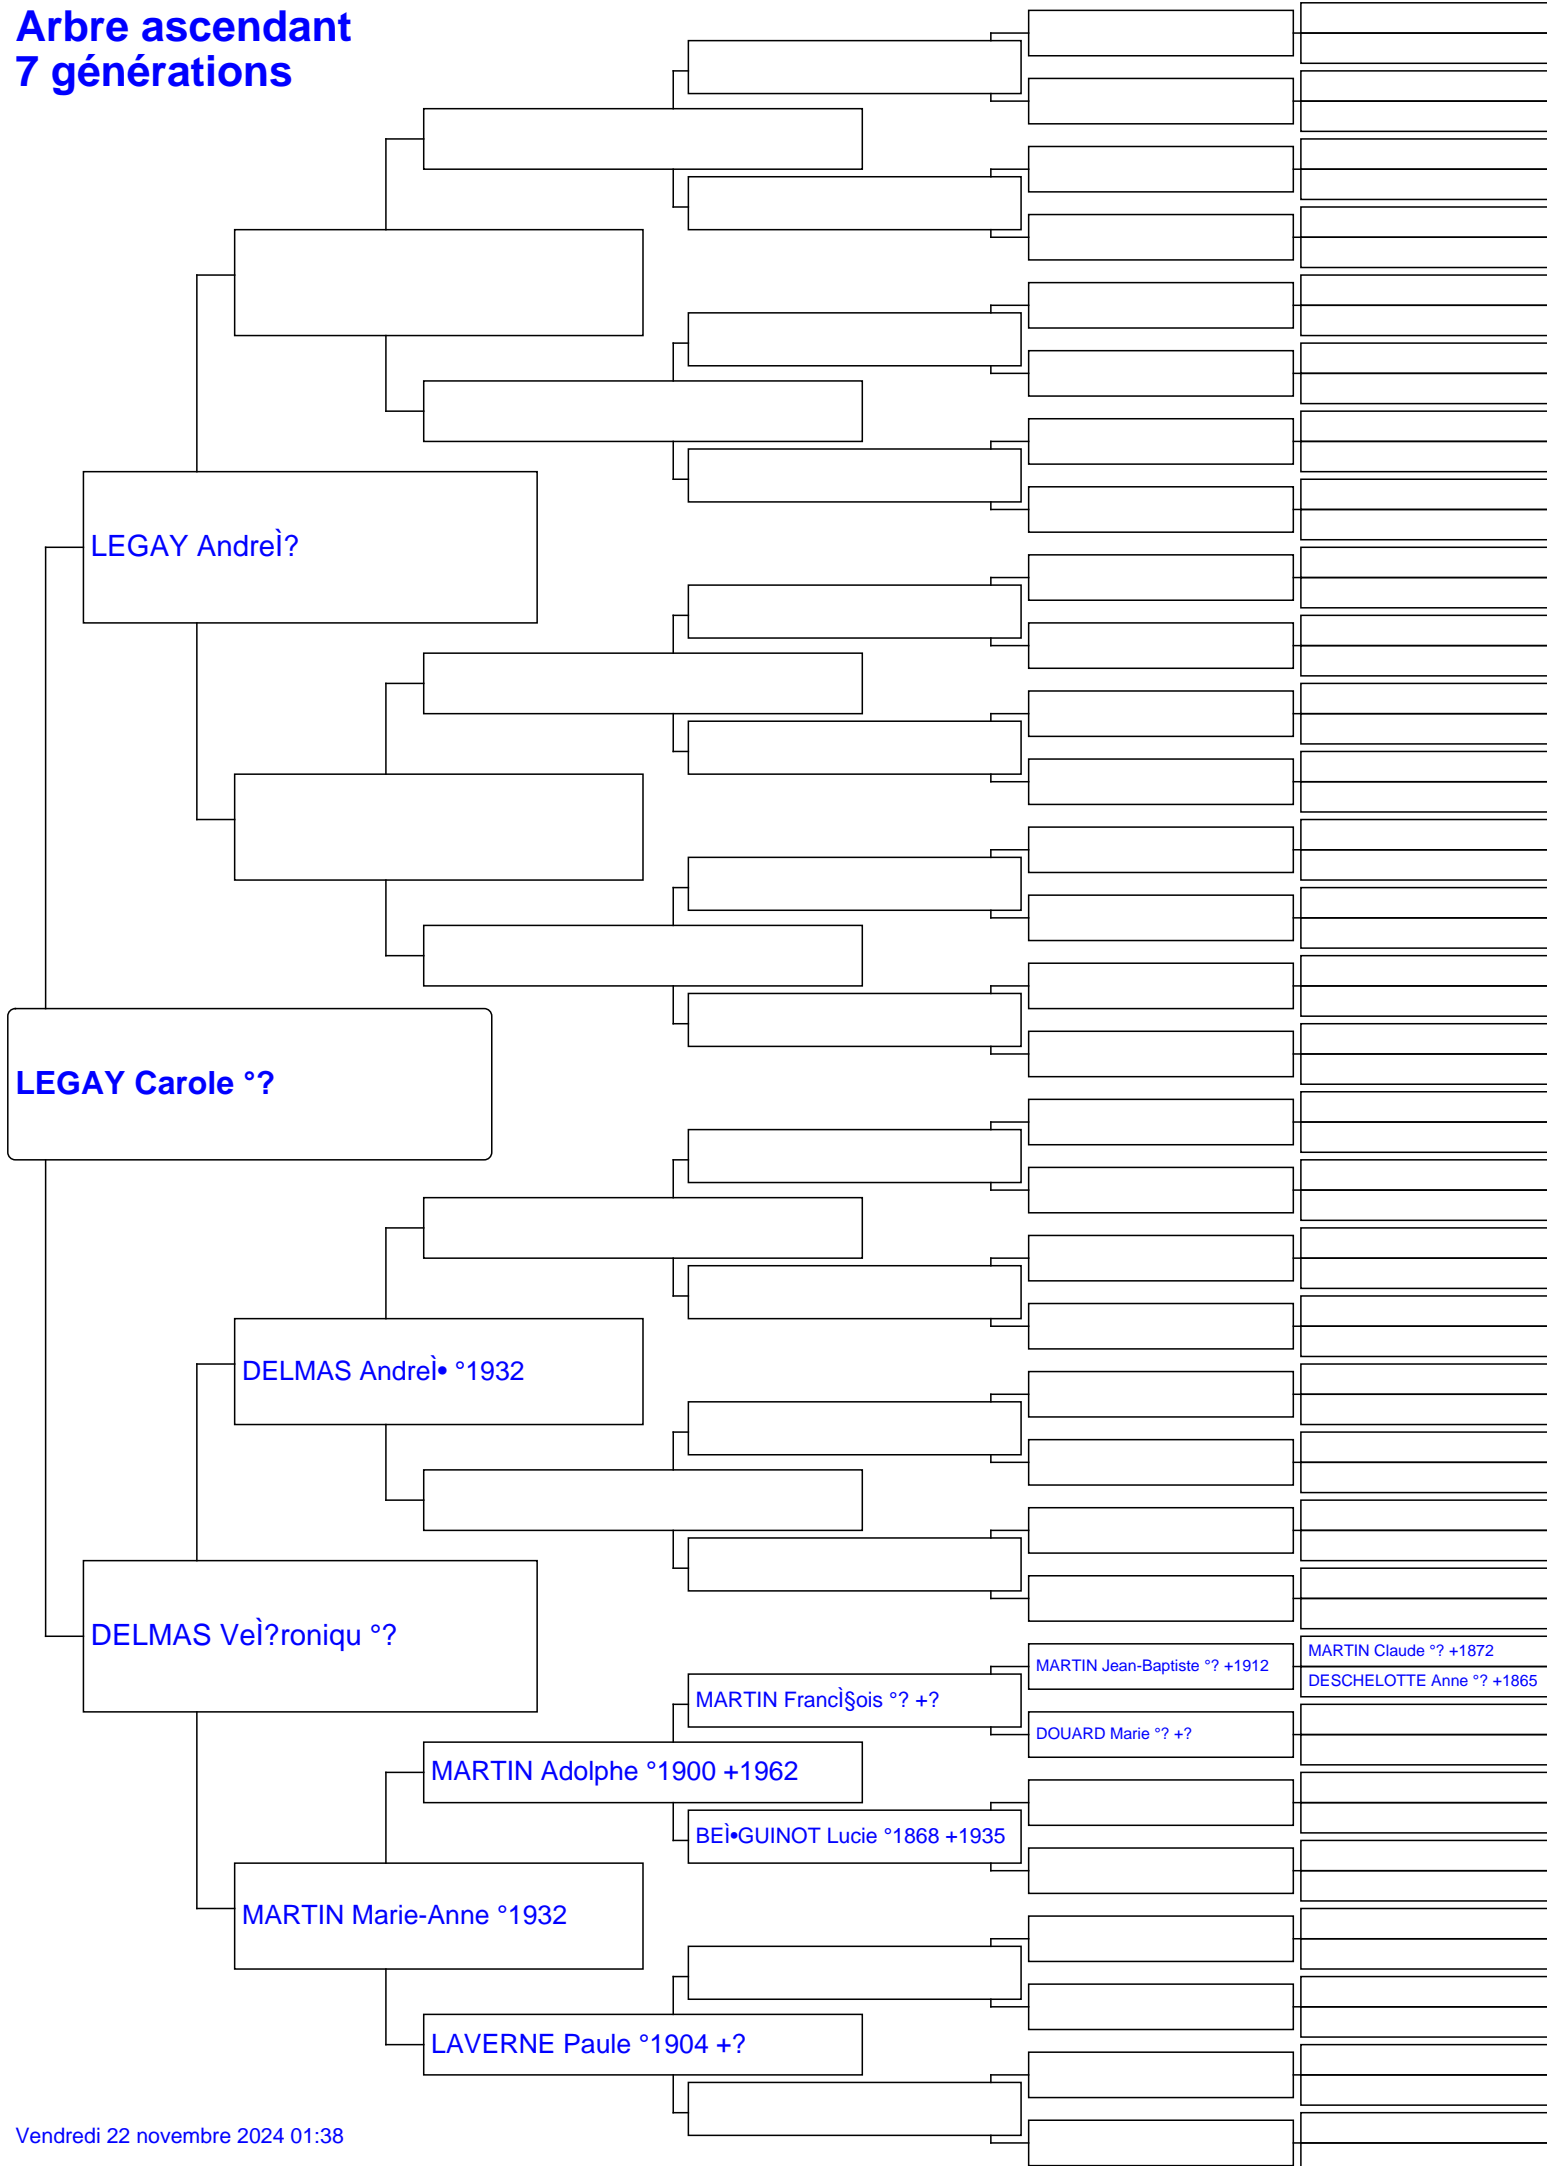 Arbre ascendant
7 générations
LEGAY AndreÌ?
LEGAY Carole °?
DELMAS AndreÌ• °1932
DELMAS VeÌ?roniqu °?
MARTIN Jean-Baptiste °? +1912
MARTIN Claude °? +1872
DESCHELOTTE Anne °? +1865
MARTIN FrancÌ§ois °? +?
DOUARD Marie °? +?
MARTIN Adolphe °1900 +1962
BEÌ•GUINOT Lucie °1868 +1935
MARTIN Marie-Anne °1932
LAVERNE Paule °1904 +?
Vendredi 22 novembre 2024 01:38